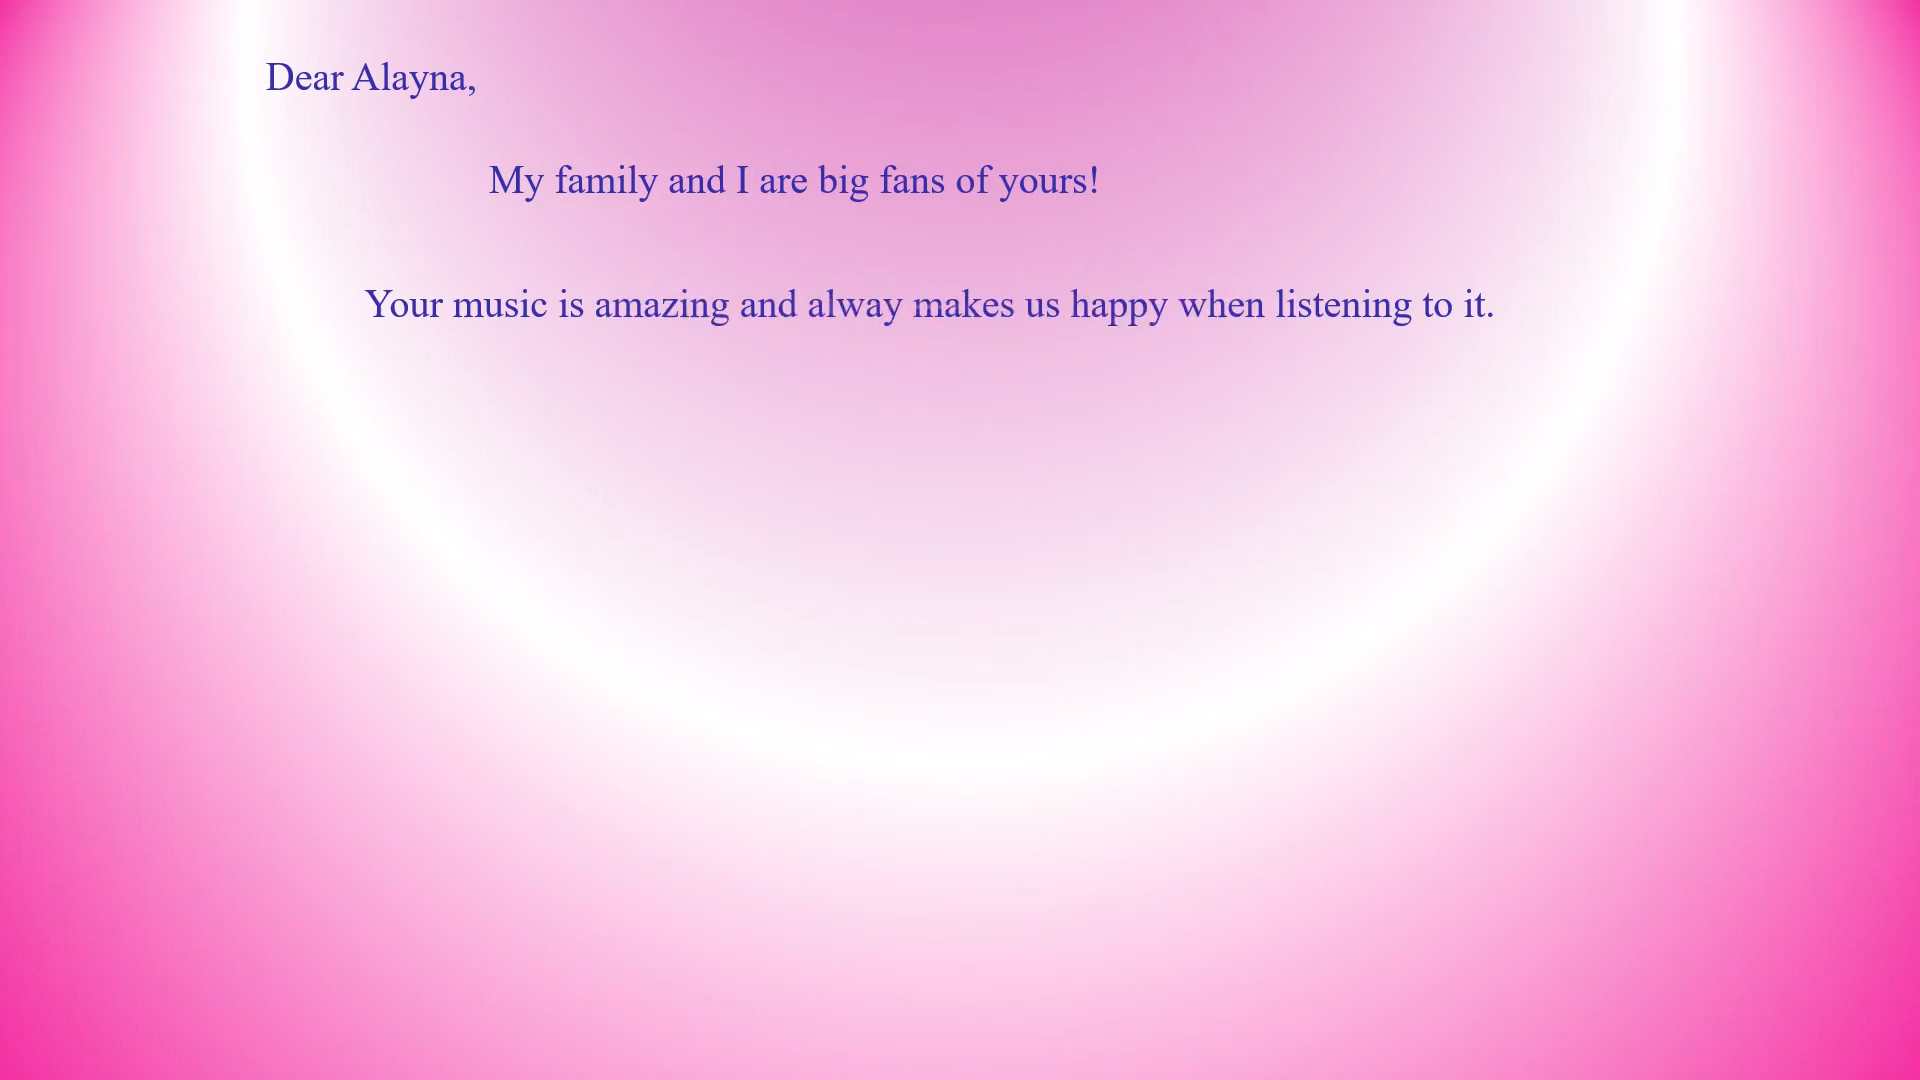 Dear Alayna,
My family and I are big fans of yours!
Your music is amazing and alway makes us happy when listening to it.